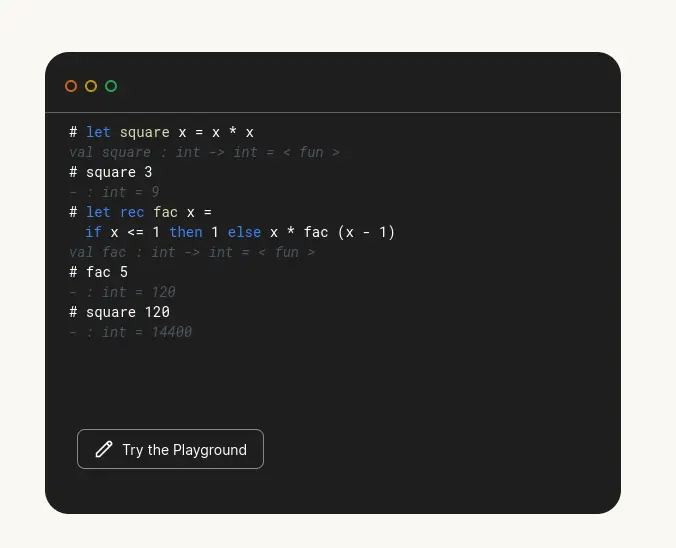 # let square x = x * x
val square : int -> int = < fun >
# square 3
- : int = 9
# let rec fac x =
  if x <= 1 then 1 else x * fac (x - 1)
val fac : int -> int = < fun >
# fac 5
- : int = 120
# square 120
- : int = 14400
Try the Playground